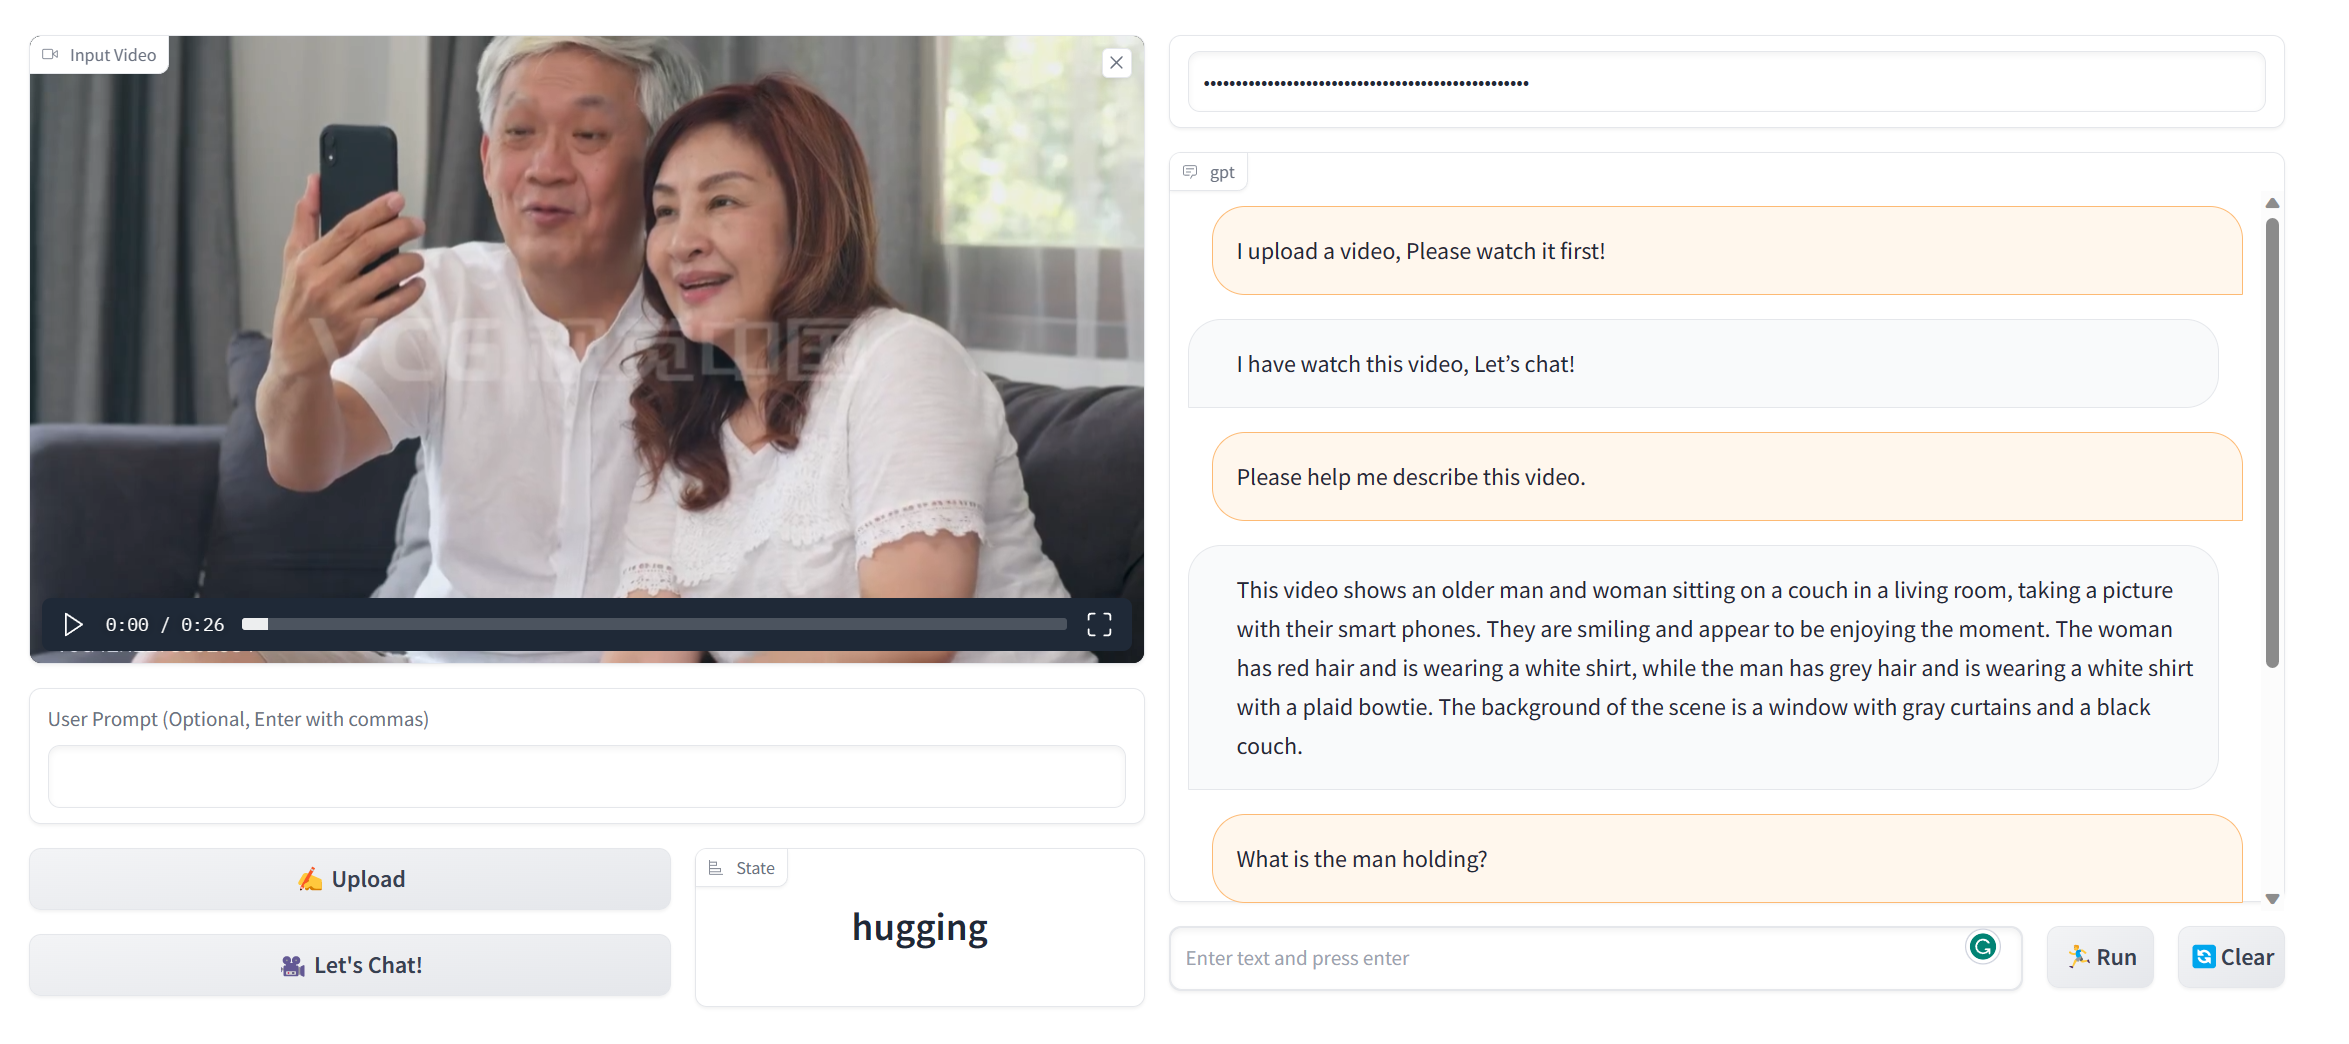 Input Video
VCG 视觉中国
0:00 / 0:26
User Prompt (Optional, Enter with commas)
✍️ Upload
🎥 Let's Chat!
State
hugging
••••••••••••••••••••••••••••••••••••••••••••••••••••
gpt
I upload a video, Please watch it first!
I have watch this video, Let’s chat!
Please help me describe this video.
This video shows an older man and woman sitting on a couch in a living room, taking a picture
with their smart phones. They are smiling and appear to be enjoying the moment. The woman
has red hair and is wearing a white shirt, while the man has grey hair and is wearing a white shirt
with a plaid bowtie. The background of the scene is a window with gray curtains and a black
couch.
What is the man holding?
Enter text and press enter
🏃 Run
🔄 Clear